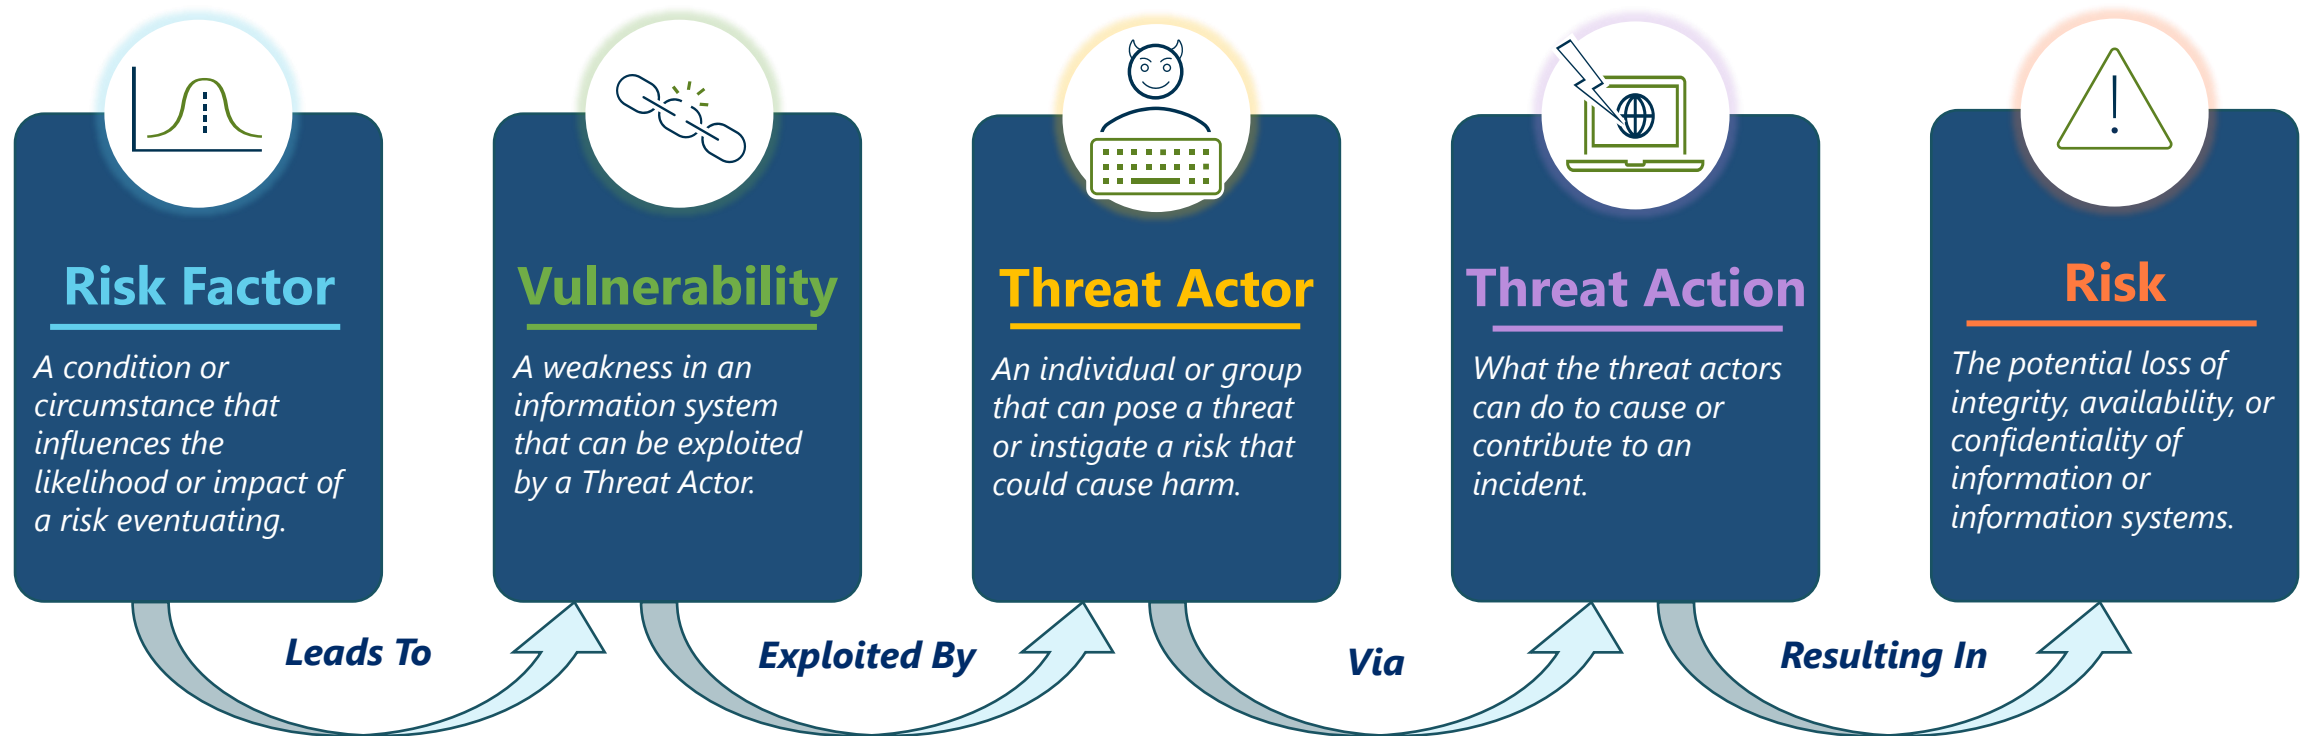 Risk Factor
A condition or
circumstance that
influences the
likelihood or impact of
a risk eventuating.
Vulnerability
A weakness in an
information system
that can be exploited
by a Threat Actor.
Threat Actor
An individual or group
that can pose a threat
or instigate a risk that
could cause harm.
Threat Action
What the threat actors
can do to cause or
contribute to an
incident.
Risk
The potential loss of
integrity, availability, or
confidentiality of
information or
information systems.
Leads To
Exploited By
Via
Resulting In